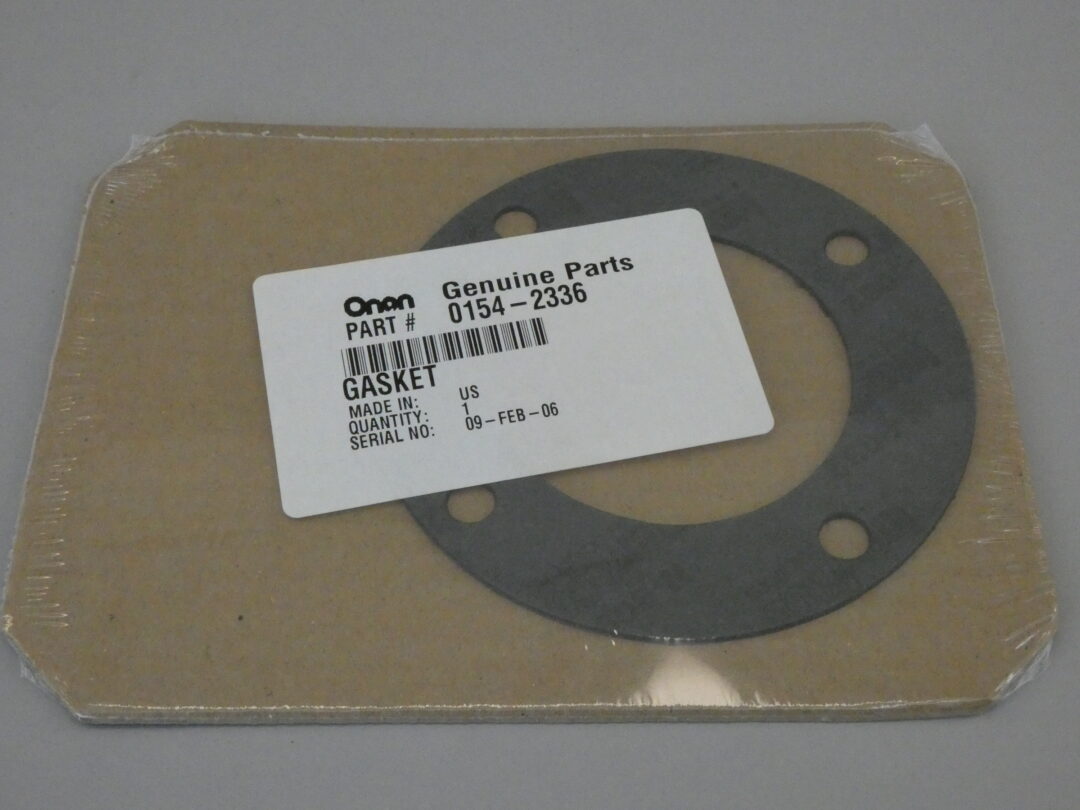 Onan Genuine Parts
PART # 0154-2336
GASKET
MADE IN: US
QUANTITY: 1
SERIAL NO: 09-FEB-06